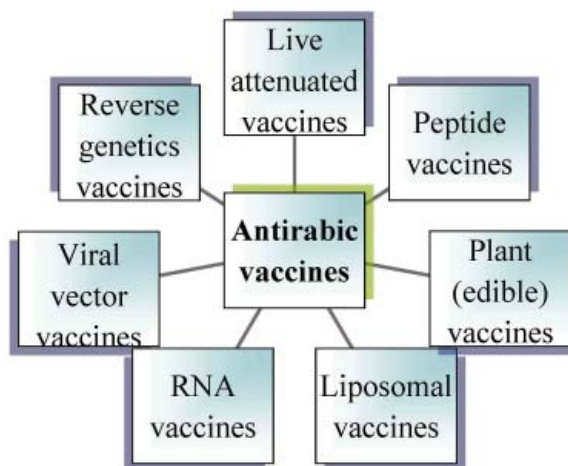 Live
attenuated
vaccines
Reverse
genetics
vaccines
Peptide
vaccines
Antirabic
vaccines
Viral
vector
vaccines
Plant
(edible)
vaccines
RNA
vaccines
Liposomal
vaccines